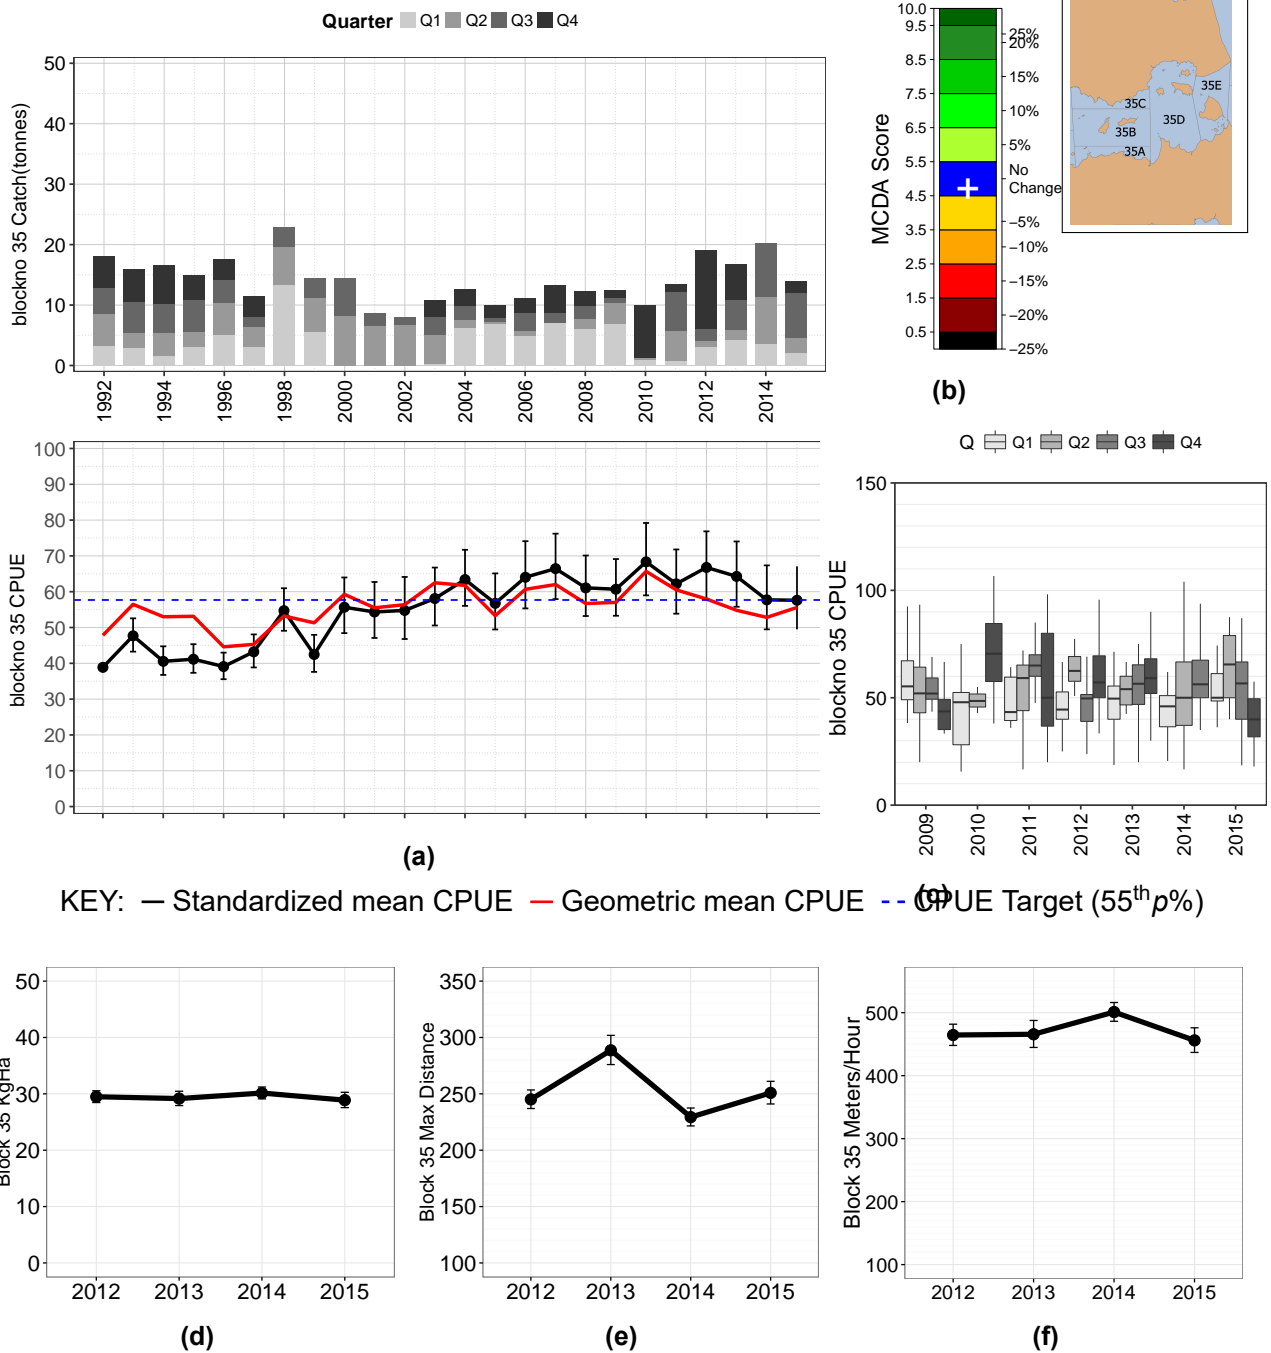 Quarter Q1 Q2 Q3 Q4
blockno 35 Catch(tonnes)
50
40
30
20
10
0
1992 1994 1996 1998 2000 2002 2004 2006 2008 2010 2012 2014
blockno 35 CPUE
100
90
80
70
60
50
40
30
20
10
0
(a)
MCDA Score
10.0
9.5
8.5
7.5
6.5
5.5
4.5
3.5
2.5
1.5
0.5
25%
20%
15%
10%
5%
No
Change
−5%
−10%
−15%
−20%
−25%
(b)
35E
35C
35D
35B
35A
Q Q1 Q2 Q3 Q4
blockno 35 CPUE
150
100
50
0
2009 2010 2011 2012 2013 2014 2015
(c)
KEY: Standardized mean CPUE Geometric mean CPUE CPUE Target (55th p%)
Block 35 KgHa
50
40
30
20
10
0
2012 2013 2014 2015
(d)
Block 35 Max Distance
350
300
250
200
150
100
2012 2013 2014 2015
(e)
Block 35 Meters/Hour
500
400
300
200
100
2012 2013 2014 2015
(f)